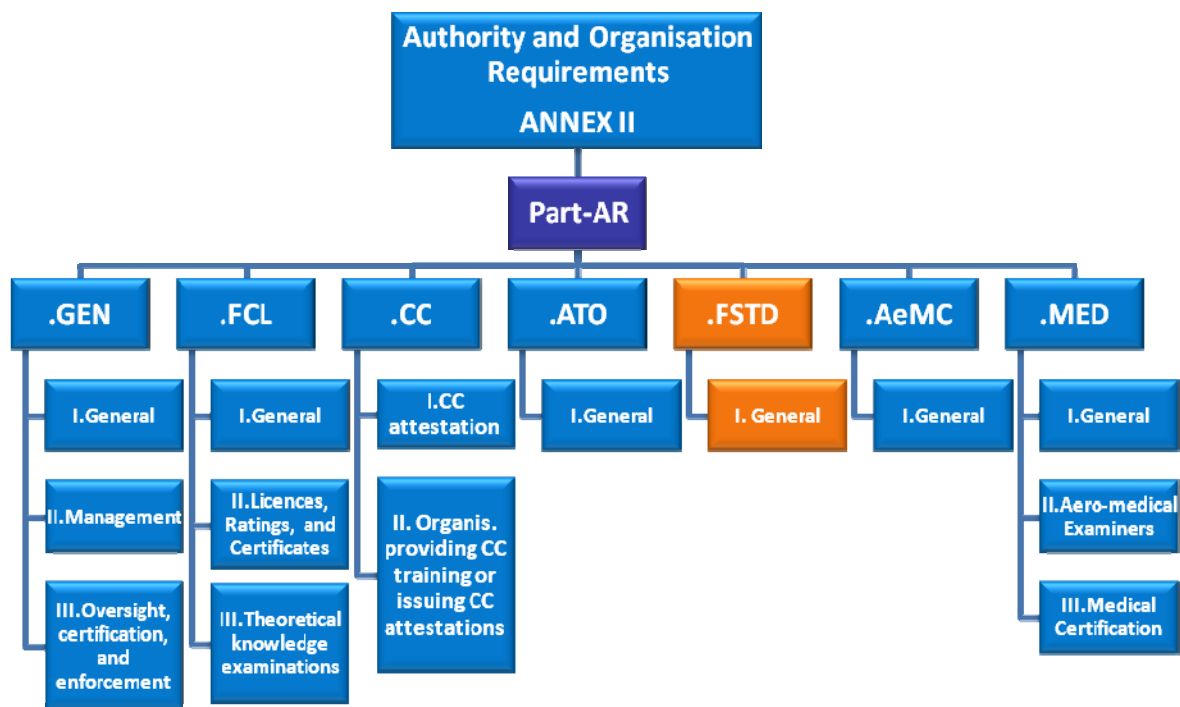 Authority and Organisation
Requirements
ANNEX II
Part-AR
.GEN
.FCL
.CC
.ATO
.FSTD
.AeMC
.MED
I.General
II.Management
III.Oversight,
certification,
and
enforcement
I.General
II.Licences,
Ratings, and
Certificates
III.Theoretical
knowledge
examinations
I.CC
attestation
II. Organis.
providing CC
training or
issuing CC
attestations
I.General
I. General
I.General
I.General
II.Aero-medical
Examiners
III.Medical
Certification